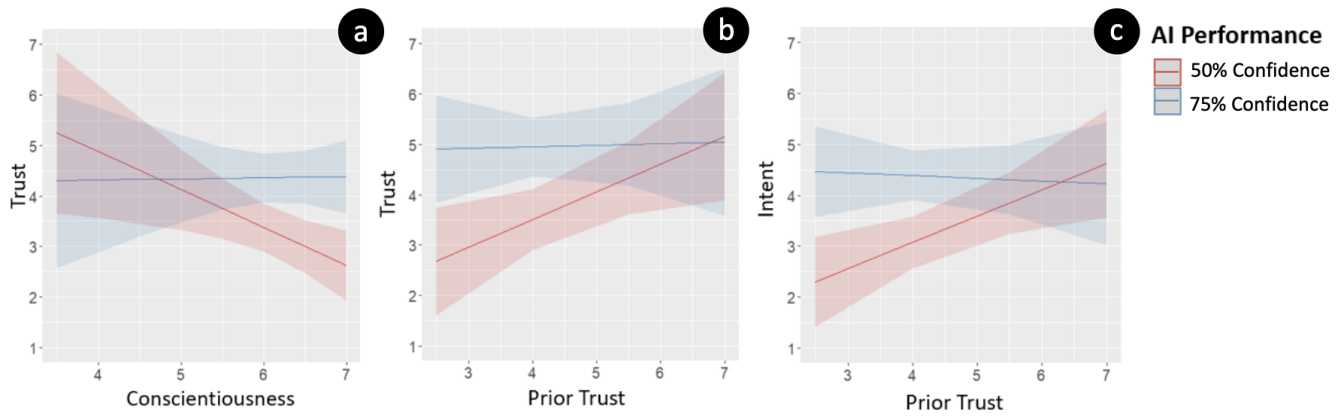 a
7
6
5
4
3
2
1
Trust
4 5 6 7
Conscientiousness
b
7
6
5
4
3
2
1
Trust
3 4 5 6 7
Prior Trust
c
7
6
5
4
3
2
1
Intent
3 4 5 6 7
Prior Trust
AI Performance
50% Confidence
75% Confidence